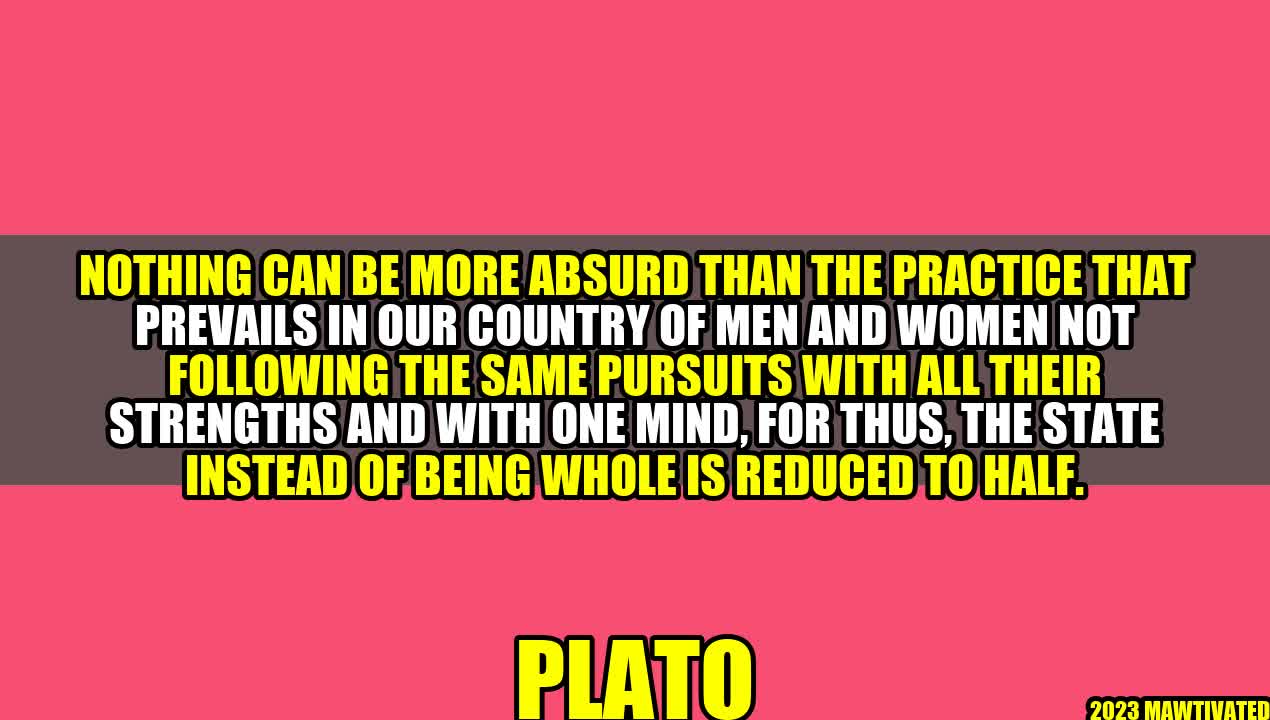 NOTHING CAN BE MORE ABSURD THAN THE PRACTICE THAT
PREVAILS IN OUR COUNTRY OF MEN AND WOMEN NOT
FOLLOWING THE SAME PURSUITS WITH ALL THEIR
STRENGTHS AND WITH ONE MIND, FOR THUS, THE STATE
INSTEAD OF BEING WHOLE IS REDUCED TO HALF.
PLATO
2023 MAWTIVATED